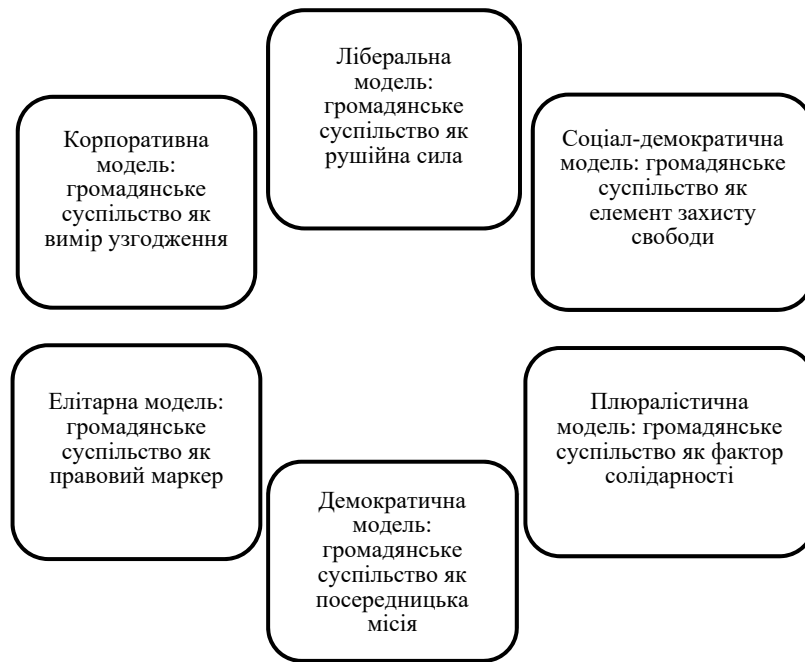 Ліберальна
модель:
громадянське
суспільство як
рушійна сила
Корпоративна
модель:
громадянське
суспільство як
вимір узгодження
Соціал-демократична
модель: громадянське
суспільство як
елемент захисту
свободи
Елітарна модель:
громадянське
суспільство як
правовий маркер
Плюралістична
модель: громадянське
суспільство як фактор
солідарності
Демократична
модель:
громадянське
суспільство як
посередницька
місія